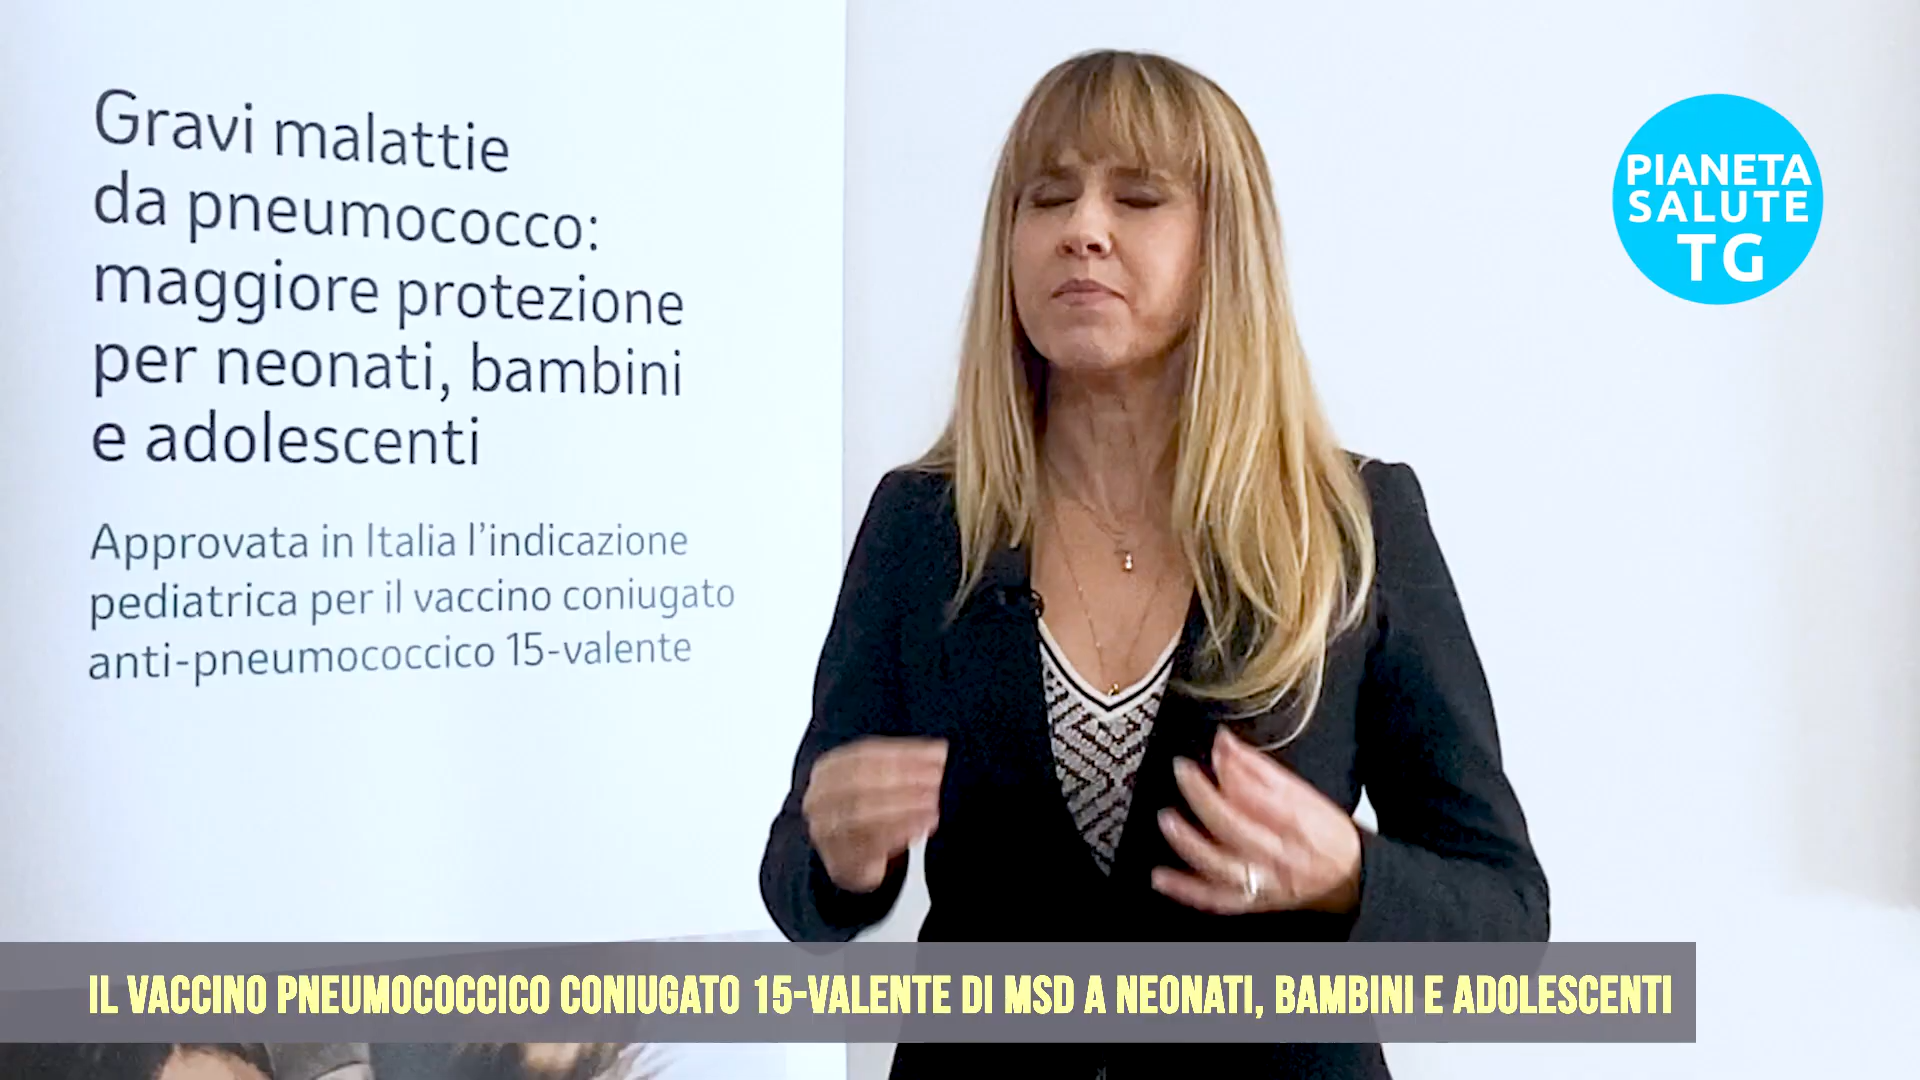 Gravi malattie
da pneumococco:
maggiore protezione
per neonati, bambini
e adolescenti
Approvata in Italia l'indicazione
pediatrica per il vaccino coniugato
anti-pneumococcico 15-valente
PIANETA
SALUTE
TG
IL VACCINO PNEUMOCOCCICO CONIUGATO 15-VALENTE DI MSD A NEONATI, BAMBINI E ADOLESCENTI